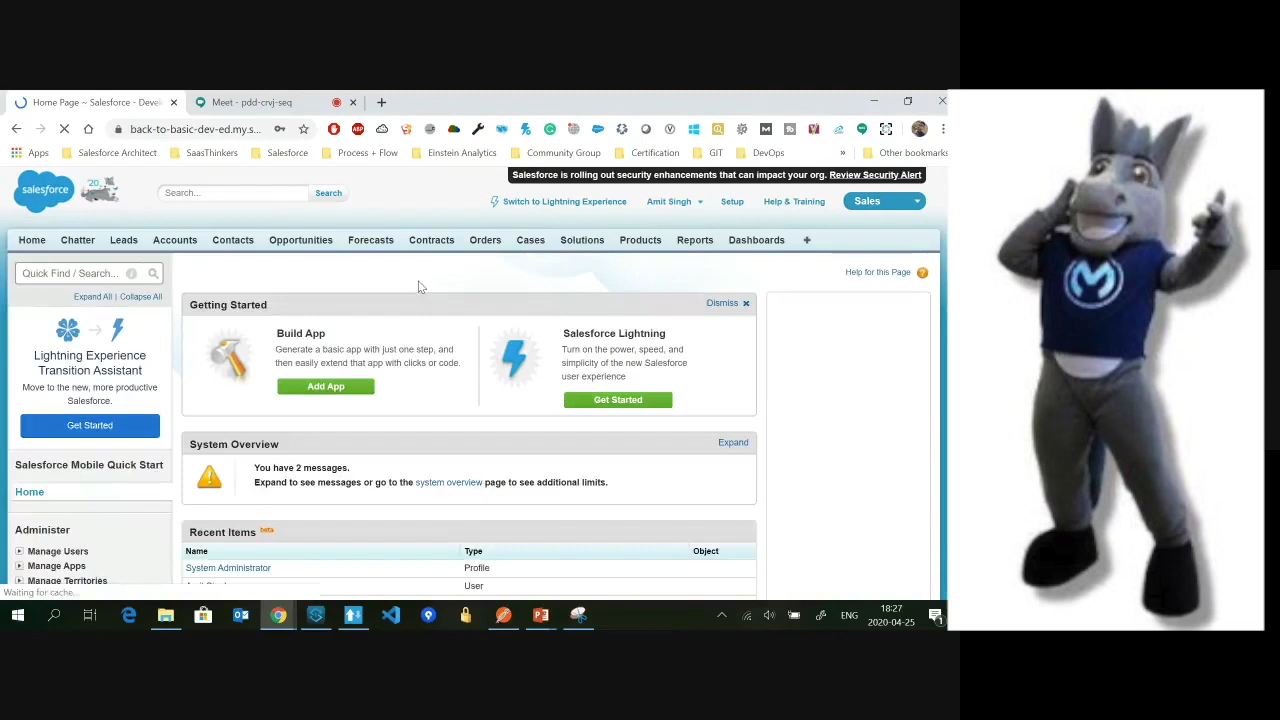 Home Page ~ Salesforce - Devel
Meet - pdd-crvj-seq
back-to-basic-dev-ed.my.s...
Apps
Salesforce Architect
SaasThinkers
Salesforce
Process + Flow
Einstein Analytics
Community Group
Certification
GIT
DevOps
»
Other bookmarks
salesforce
'20
Search...
Search
Salesforce is rolling out security enhancements that can impact your org. Review Security Alert
Switch to Lightning Experience
Amit Singh
Setup
Help & Training
Sales
Home
Chatter
Leads
Accounts
Contacts
Opportunities
Forecasts
Contracts
Orders
Cases
Solutions
Products
Reports
Dashboards
+
Quick Find / Search...
Expand All | Collapse All
Lightning Experience
Transition Assistant
Move to the new, more productive
Salesforce.
Get Started
Salesforce Mobile Quick Start
Home
Administer
Manage Users
Manage Apps
Manage Territories
Waiting for cache...
Help for this Page
Getting Started
Dismiss
Build App
Generate a basic app with just one step, and
then easily extend that app with clicks or code.
Add App
Salesforce Lightning
Turn on the power, speed, and
simplicity of the new Salesforce
user experience
Get Started
System Overview
Expand
You have 2 messages.
Expand to see messages or go to the system overview page to see additional limits.
Recent Items beta
Name
Type
Object
System Administrator
Profile
User
ENG
18:27
2020-04-25
M